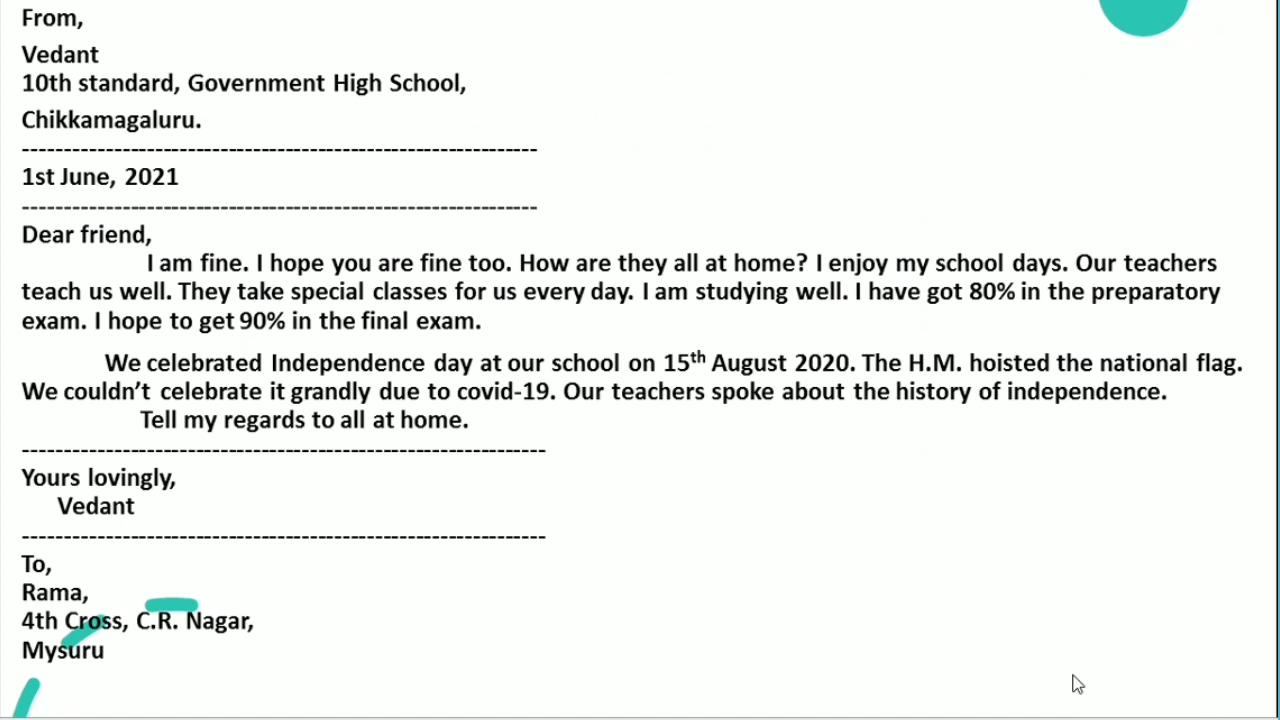 From,
Vedant
10th standard, Government High School,
Chikkamagaluru.
--------------------------------------------------------------
1st June, 2021
--------------------------------------------------------------
Dear friend,
I am fine. I hope you are fine too. How are they all at home? I enjoy my school days. Our teachers
teach us well. They take special classes for us every day. I am studying well. I have got 80% in the preparatory
exam. I hope to get 90% in the final exam.
We celebrated Independence day at our school on 15th August 2020. The H.M. hoisted the national flag.
We couldn’t celebrate it grandly due to covid-19. Our teachers spoke about the history of independence.
Tell my regards to all at home.
---------------------------------------------------------------
Yours lovingly,
Vedant
---------------------------------------------------------------
To,
Rama,
4th Cross, C.R. Nagar,
Mysuru